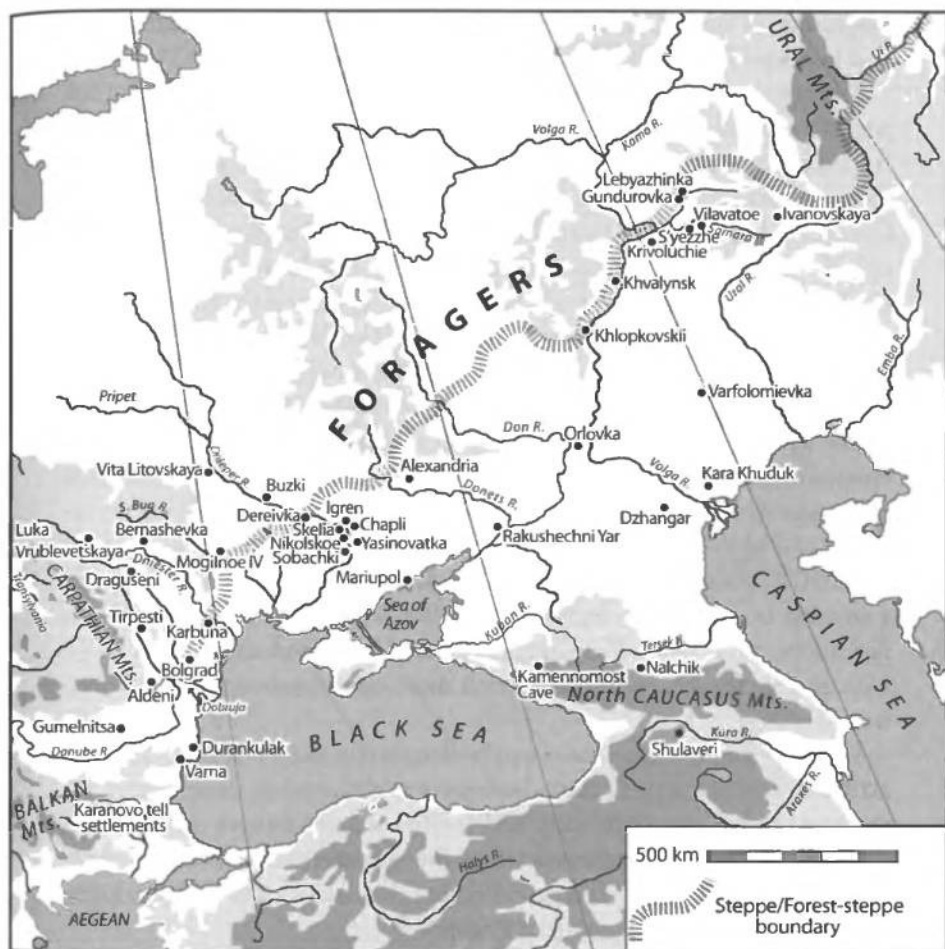 URAL Mts.
Ui R.
Volga R.
Kama R.
Lebyazhinka
Gundurovka
Vilavatoe
Ivanovskaya
S'yezzhe
Samara
Krivoluchie
Khvalynsk
Ural R.
FORAGERS
Khlopkovskii
Emba R.
Varfolomievka
Pripet
Don R.
Orlovka
Vita Litovskaya
Dnieper R.
Alexandria
Volga R.
Kara Khuduk
Buzki
Donets R.
S. Bug R.
Dereivka
Igren
Chapli
Dzhangar
Luka
Vrublevetskaya
Bernashevka
Skelia
Nikolskoe
Yasinovatka
Rakushechni Yar
Sobachki
Mogilnoe IV
Dniester R.
Transylvania
Draguseni
Mariupol
CARPATHIAN Mts.
Tirpesti
Karbuna
Sea of
Azov
Kuban R.
CASPIAN SEA
Terek R.
Bolgrad
Kamennomost
Cave
Nalchik
Aldeni
North CAUCASUS Mts.
Dobruja
Gumelnitsa
BLACK SEA
Kura R.
Danube R.
Durankulak
Shulaveri
Varna
Araxes R.
BALKAN
Mts.
Karanovo tell
settlements
Halys R.
500 km
Steppe/Forest-steppe
boundary
AEGEAN